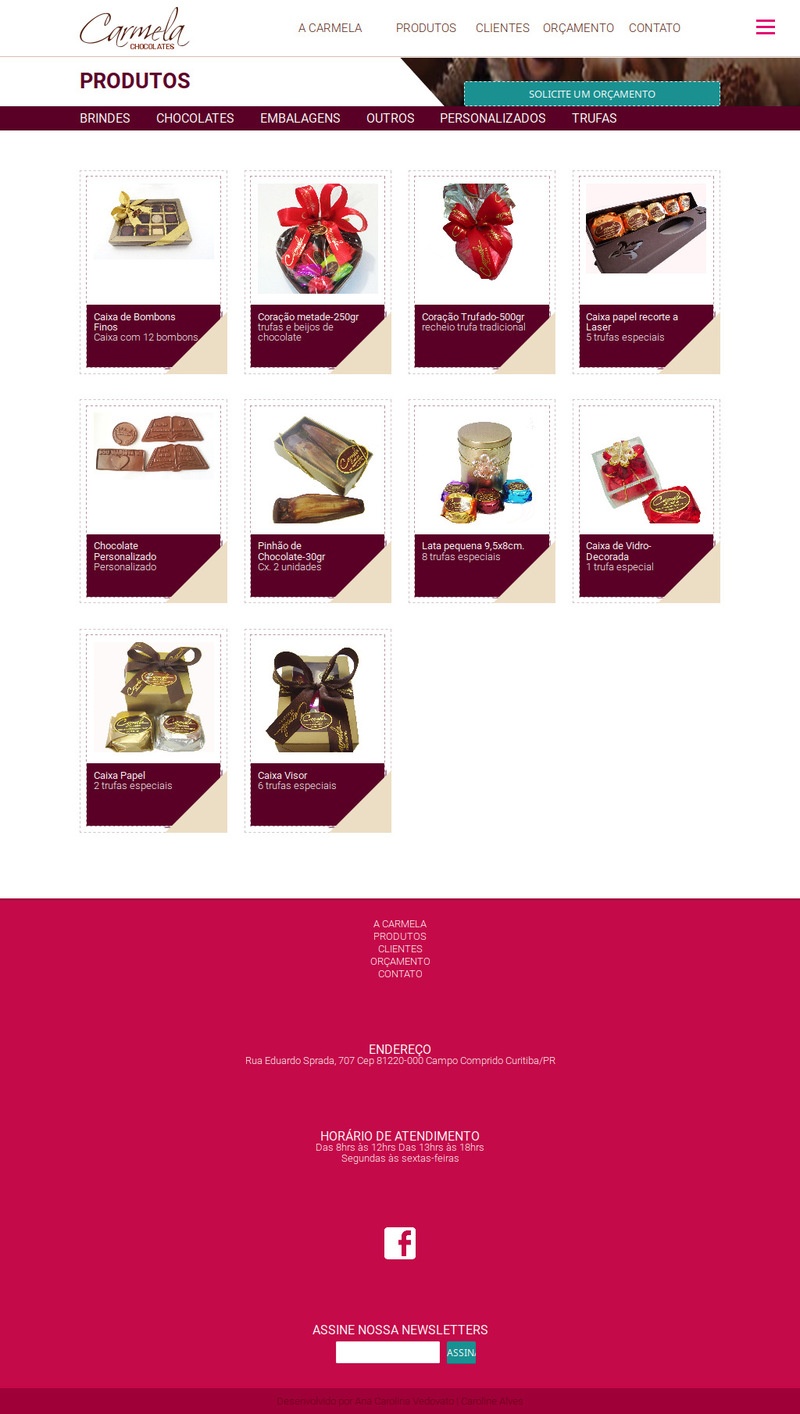 Carmela
CHOCOLATES
A CARMELA
PRODUTOS
CLIENTES
ORÇAMENTO
CONTATO
PRODUTOS
SOLICITE UM ORÇAMENTO
BRINDES
CHOCOLATES
EMBALAGENS
OUTROS
PERSONALIZADOS
TRUFAS
Caixa de Bombons
Finos
Caixa com 12 bombons
Coração metade-250gr
trufas e beijos de
chocolate
Coração Trufado-500gr
recheio trufa tradicional
Caixa papel recorte a
Laser
5 trufas especiais
Chocolate
Personalizado
Personalizado
Pinhão de
Chocolate-30gr
Cx. 2 unidades
Lata pequena 9,5x8cm.
8 trufas especiais
Caixa de Vidro-
Decorada
1 trufa especial
Caixa Papel
2 trufas especiais
Caixa Visor
6 trufas especiais
A CARMELA
PRODUTOS
CLIENTES
ORÇAMENTO
CONTATO
ENDEREÇO
Rua Eduardo Sprada, 707 Cep 81220-000 Campo Comprido Curitiba/PR
HORÁRIO DE ATENDIMENTO
Das 8hrs às 12hrs Das 13hrs às 18hrs
Segundas às sextas-feiras
ASSINE NOSSA NEWSLETTERS
ASSIN